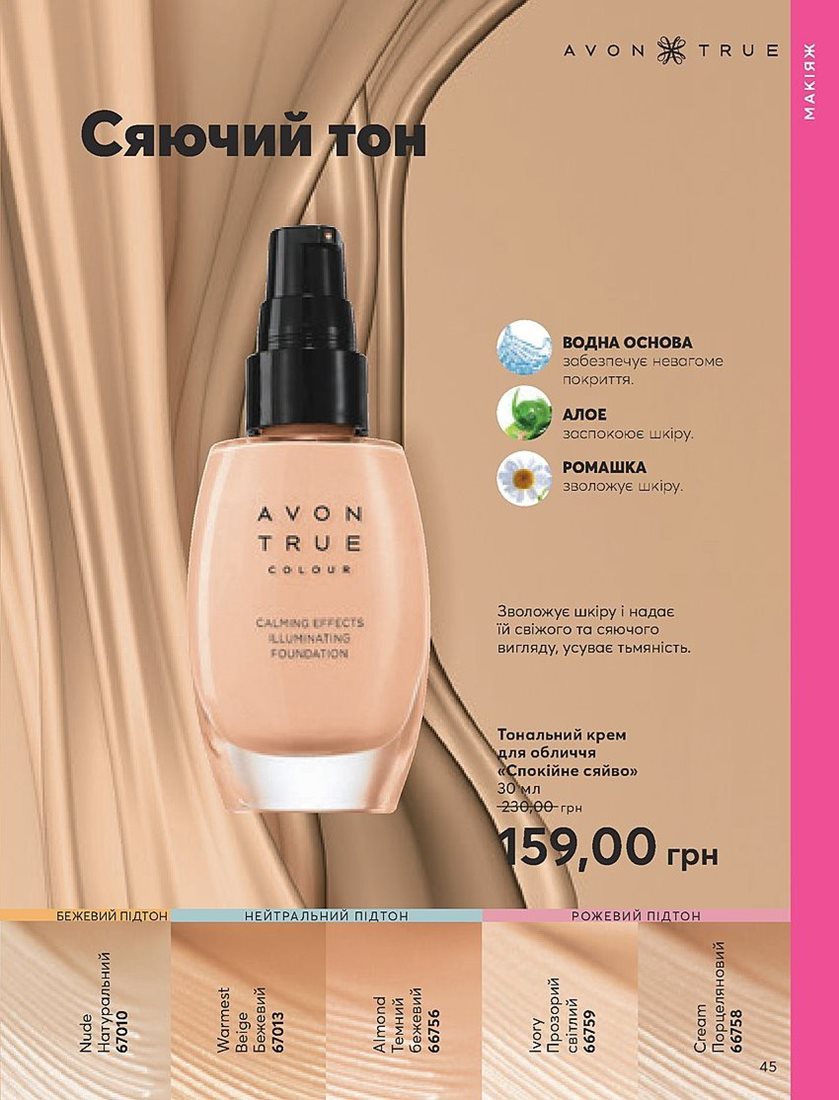 AVON TRUE
МАКІЯЖ
Сяючий тон
ВОДНА ОСНОВА
забезпечує невагоме
покриття.
АЛОЕ
заспокоює шкіру.
РОМАШКА
зволожує шкіру.
AVON
TRUE
COLOUR
CALMING EFFECTS
ILLUMINATING
FOUNDATION
Зволожує шкіру і надає
їй свіжого та сяючого
вигляду, усуває тьмяність.
Тональний крем
для обличчя
«Спокійне сяйво»
30 мл
230,00 грн
159,00 грн
БЕЖЕВИЙ ПІДТОН
НЕЙТРАЛЬНИЙ ПІДТОН
РОЖЕВИЙ ПІДТОН
Nude
Натуральний
67010
Warmest
Beige
Бежевий
67013
Almond
Темний
бежевий
66756
Ivory
Прозорий
світлий
66759
Cream
Порцеляновий
66758
45